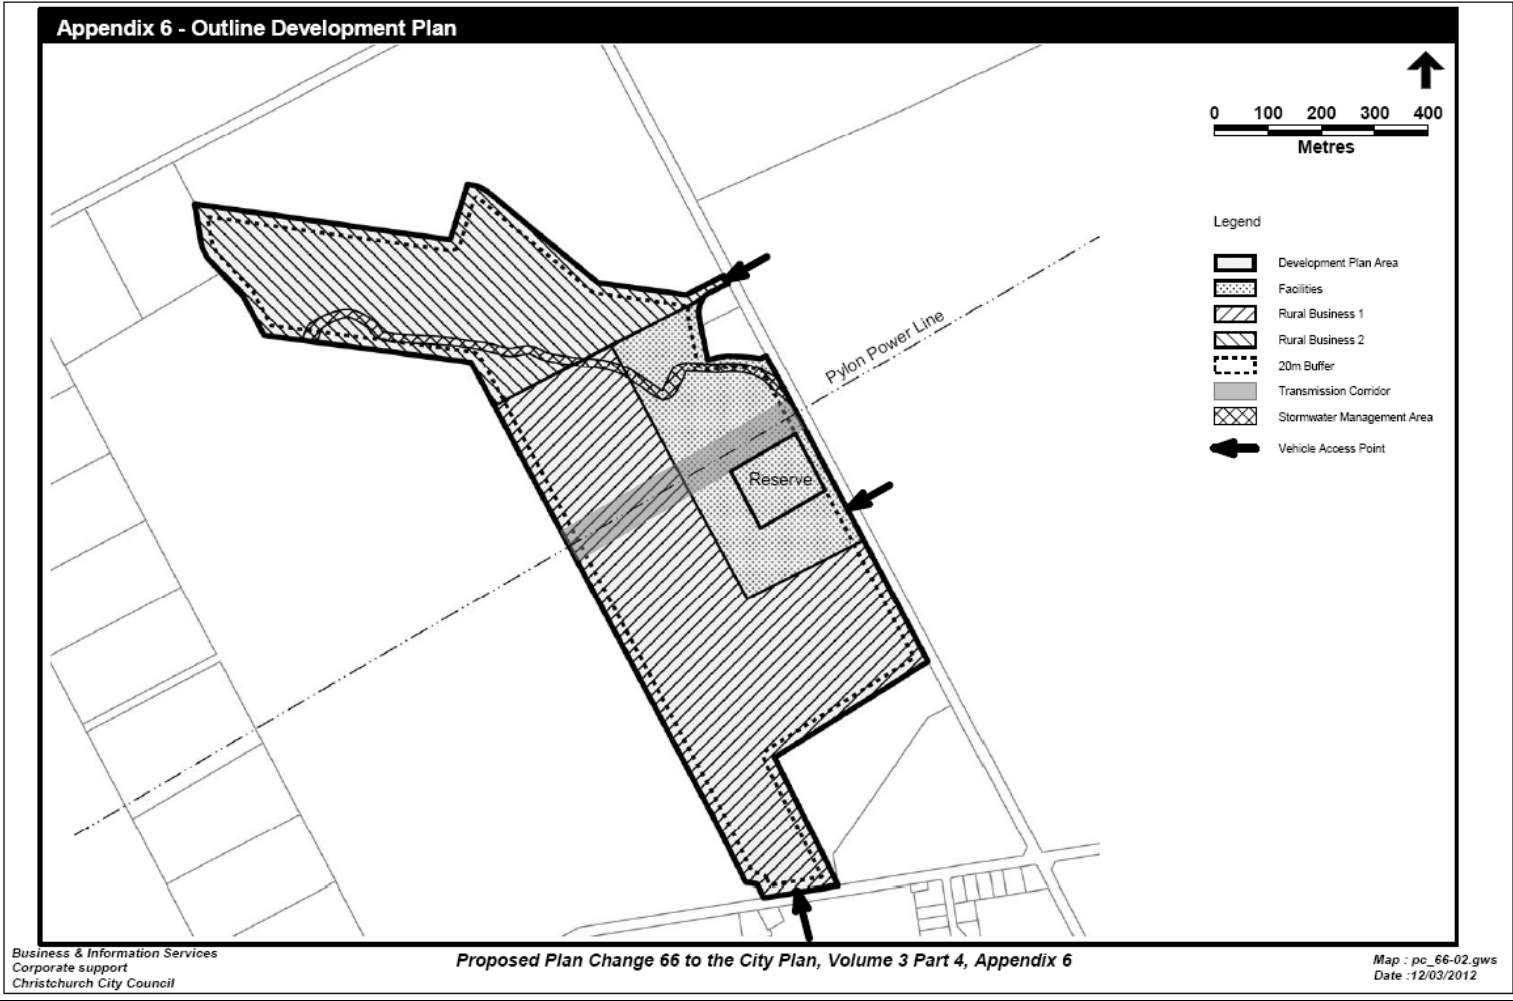 Appendix 6 - Outline Development Plan
0 100 200 300 400
Metres
Legend
Development Plan Area
Facilities
Rural Business 1
Rural Business 2
20m Buffer
Transmission Corridor
Stormwater Management Area
Vehicle Access Point
Pylon Power Line
Reserve
Business & Information Services
Corporate support
Christchurch City Council
Proposed Plan Change 66 to the City Plan, Volume 3 Part 4, Appendix 6
Map : pc_66-02.gws
Date :12/03/2012